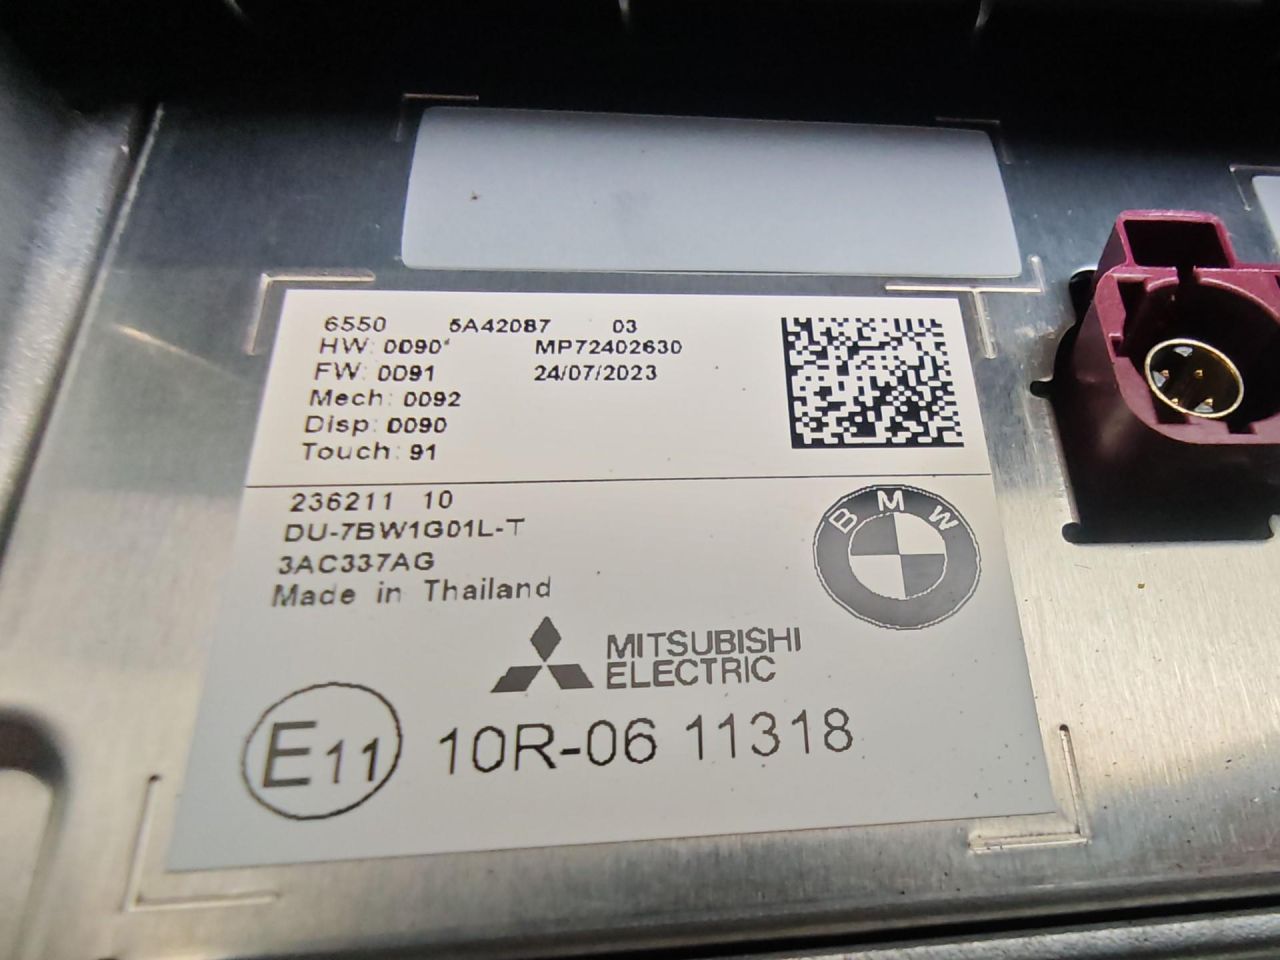 6550 5A42087 03
HW: 0090 MP72402630
FW: 0091 24/07/2023
Mech: 0092
Disp: 0090
Touch: 91
236211 10
DU-7BW1G01L-T
3AC337AG
Made in Thailand
BMW
MITSUBISHI
ELECTRIC
E11 10R-06 11318